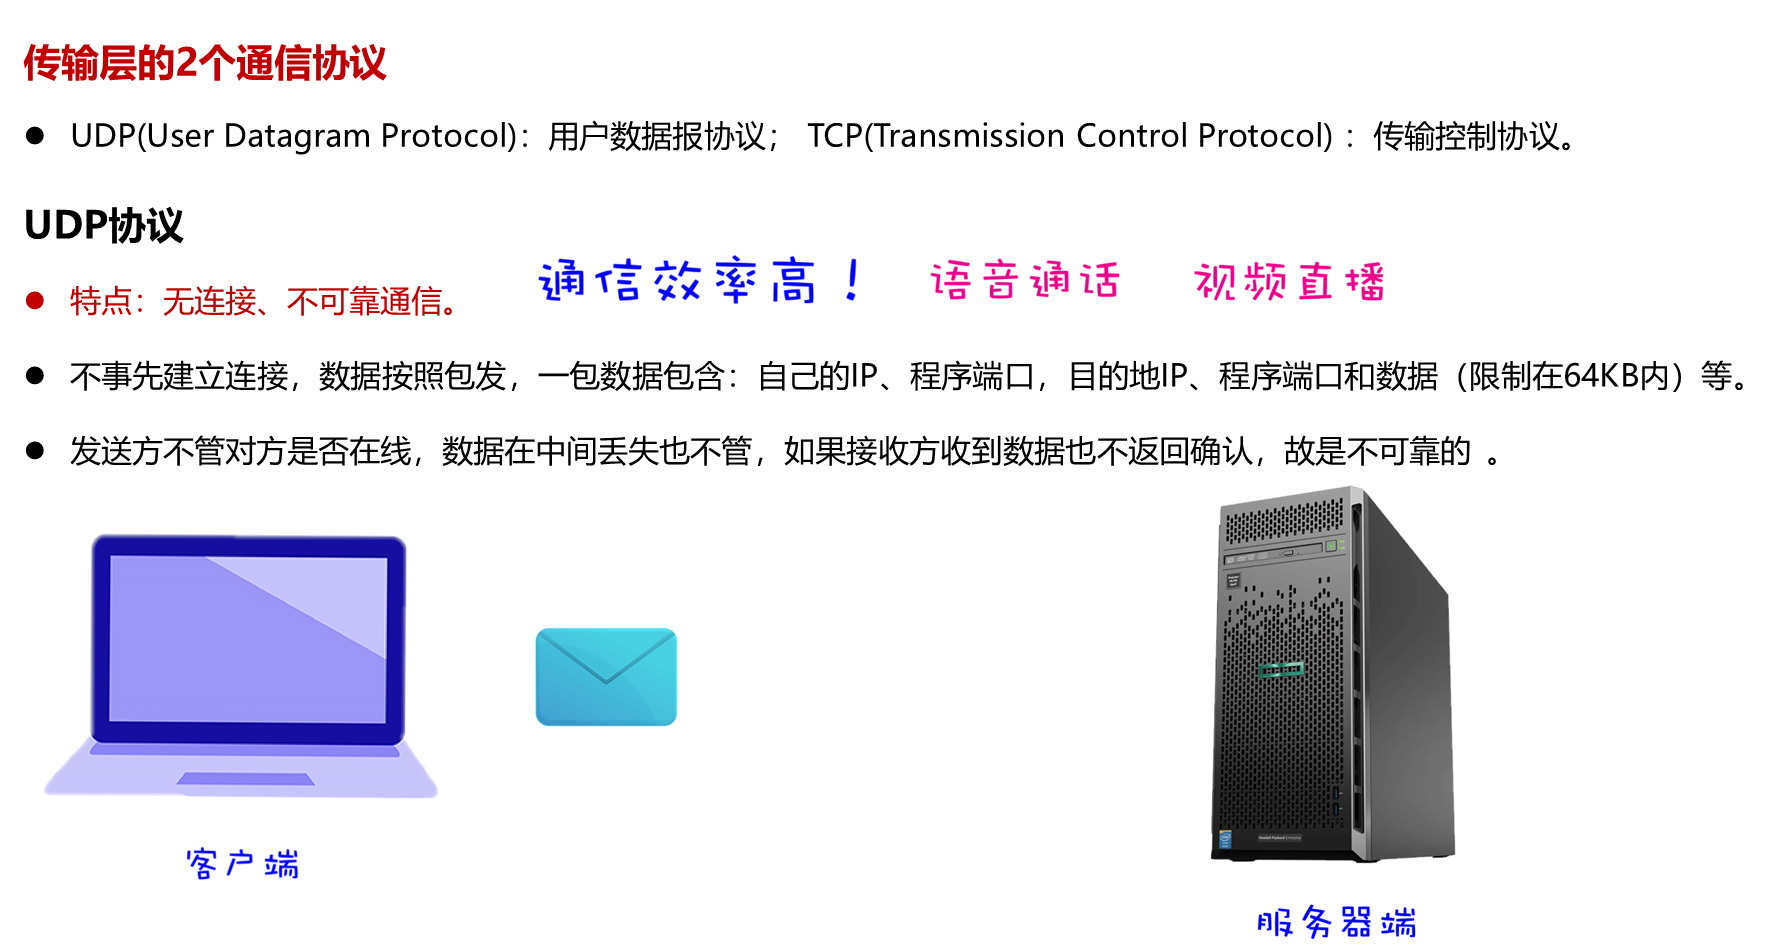 传输层的2个通信协议
● UDP(User Datagram Protocol)：用户数据报协议； TCP(Transmission Control Protocol) ：传输控制协议。
UDP协议
通信效率高！ 语音通话 视频直播
● 特点：无连接、不可靠通信。
● 不事先建立连接，数据按照包发，一包数据包含：自己的IP、程序端口，目的地IP、程序端口和数据（限制在64KB内）等。
● 发送方不管对方是否在线，数据在中间丢失也不管，如果接收方收到数据也不返回确认，故是不可靠的 。
客户端
服务器端